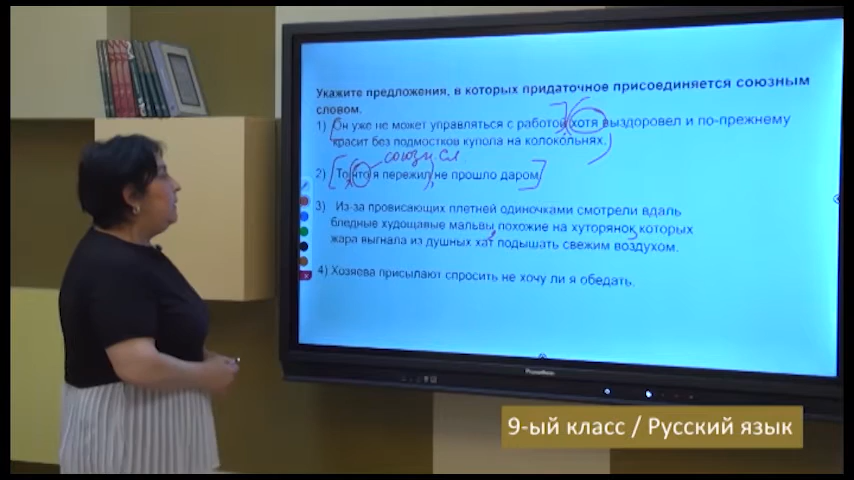 Укажите предложения, в которых придаточное присоединяется союзным
словом.
1) Он уже не может управляться с работой хотя выздоровел и по-прежнему
красит без подмостков купола на колокольнях.
союзн. сл
2) То, что я пережил, не прошло даром
3) Из-за провисающих плетней одиночками смотрели вдаль
бледные худощавые мальвы, похожие на хуторянок, которых
жара выгнала из душных хат подышать свежим воздухом.
4) Хозяева присылают спросить не хочу ли я обедать.
Promethean
9-ый класс / Русский язык